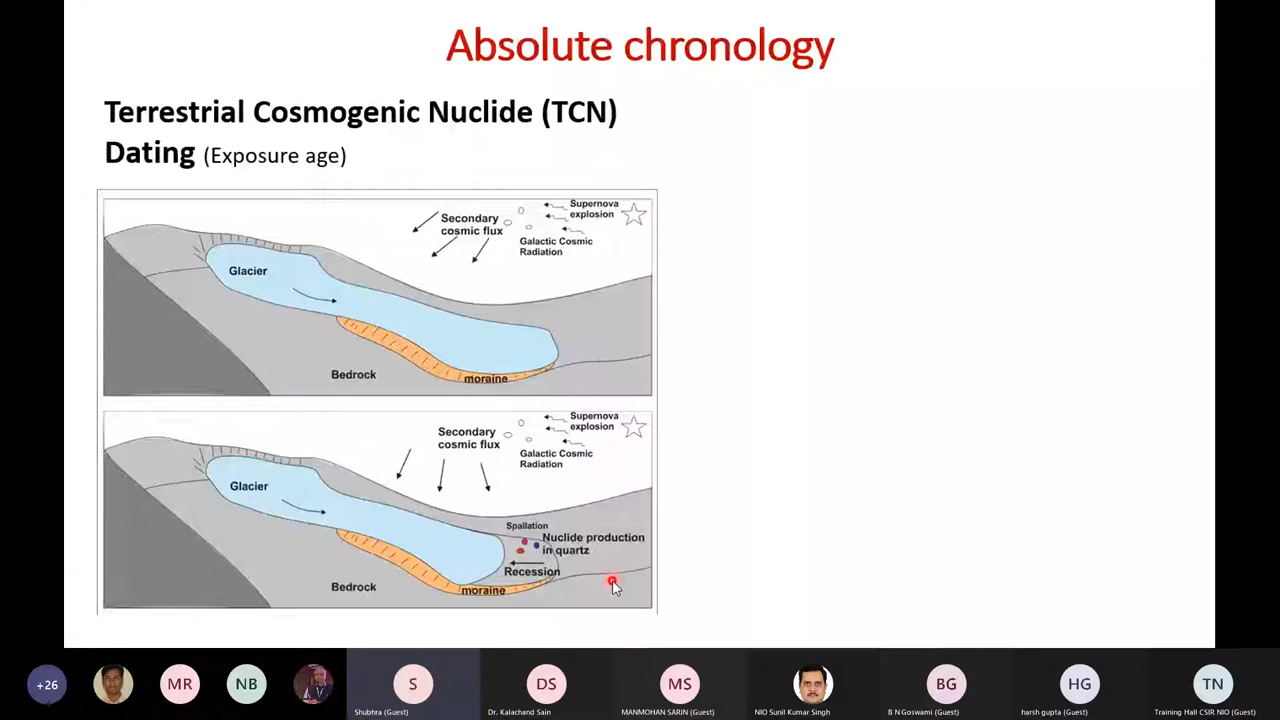 Absolute chronology
Terrestrial Cosmogenic Nuclide (TCN)
Dating (Exposure age)
Supernova
explosion
Secondary
cosmic flux
Galactic Cosmic
Radiation
Glacier
Bedrock
moraine
Supernova
explosion
Secondary
cosmic flux
Galactic Cosmic
Radiation
Glacier
Spallation
Nuclide production
in quartz
Recession
Bedrock
moraine
+26
MR
NB
S
DS
MS
BG
HG
TN
Shubhra (Guest)
Dr. Kalachand Sain
MANMOHAN SARIN (Guest)
NIO Sunil Kumar Singh
B N Goswami (Guest)
harsh gupta (Guest)
Training Hall CSIR NIO (Guest)